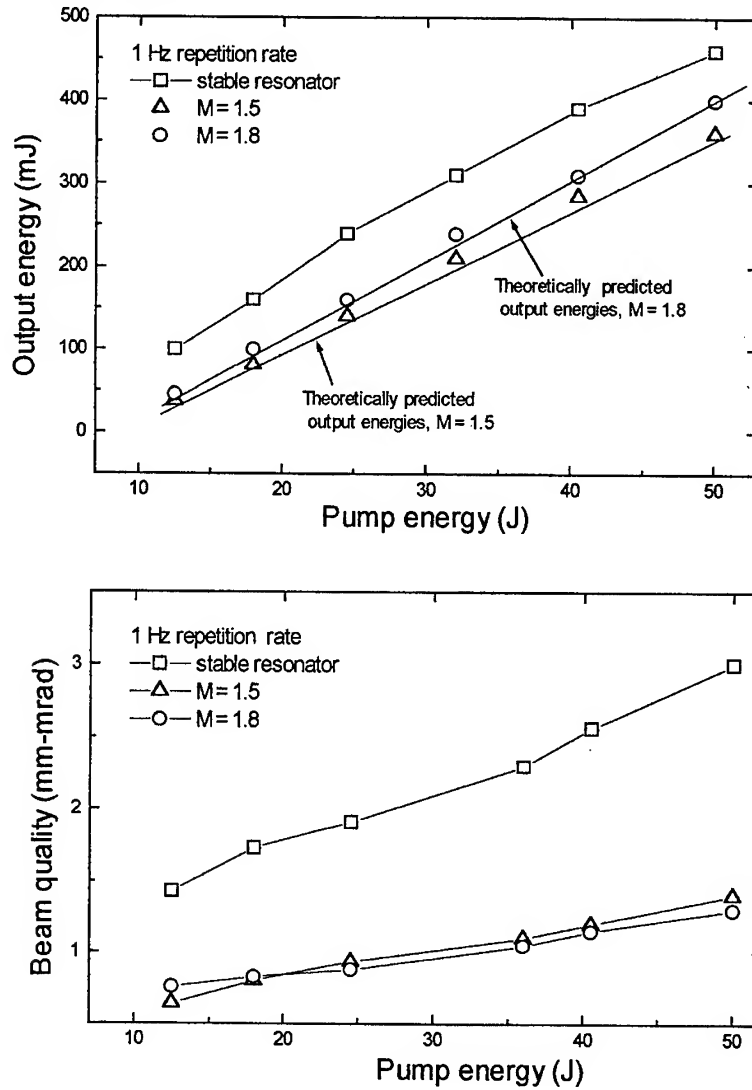 500
400
300
200
100
0
Output energy (mJ)
1 Hz repetition rate
stable resonator
M = 1.5
M = 1.8
Theoretically predicted
output energies, M = 1.8
Theoretically predicted
output energies, M = 1.5
10 20 30 40 50
Pump energy (J)
3
2
1
Beam quality (mm-mrad)
1 Hz repetition rate
stable resonator
M = 1.5
M = 1.8
10 20 30 40 50
Pump energy (J)